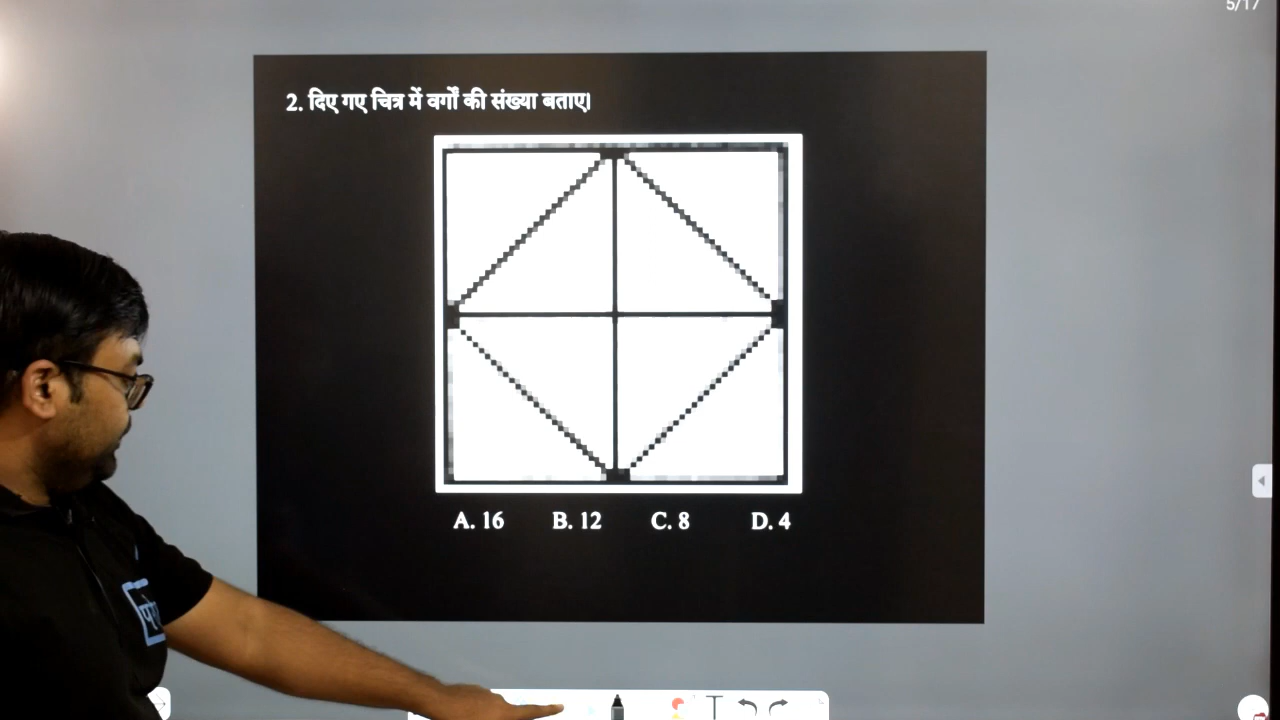 5/17
2. दिए गए चित्र में वर्गों की संख्या बताए।
A. 16 B. 12 C. 8 D. 4
T